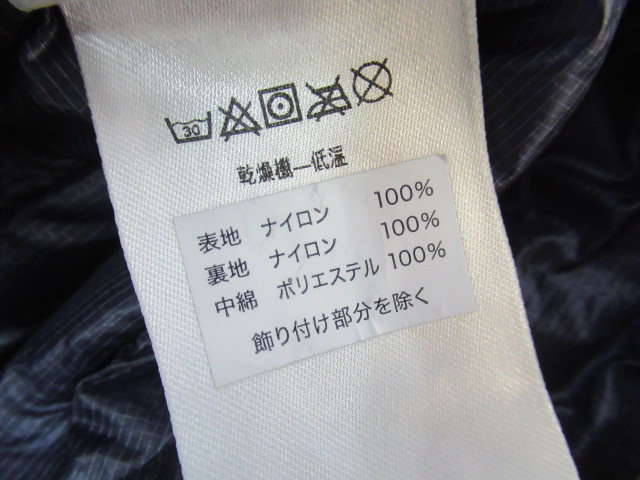 30
乾燥機—低温
表地 ナイロン 100%
裏地 ナイロン 100%
中綿 ポリエステル 100%
飾り付け部分を除く